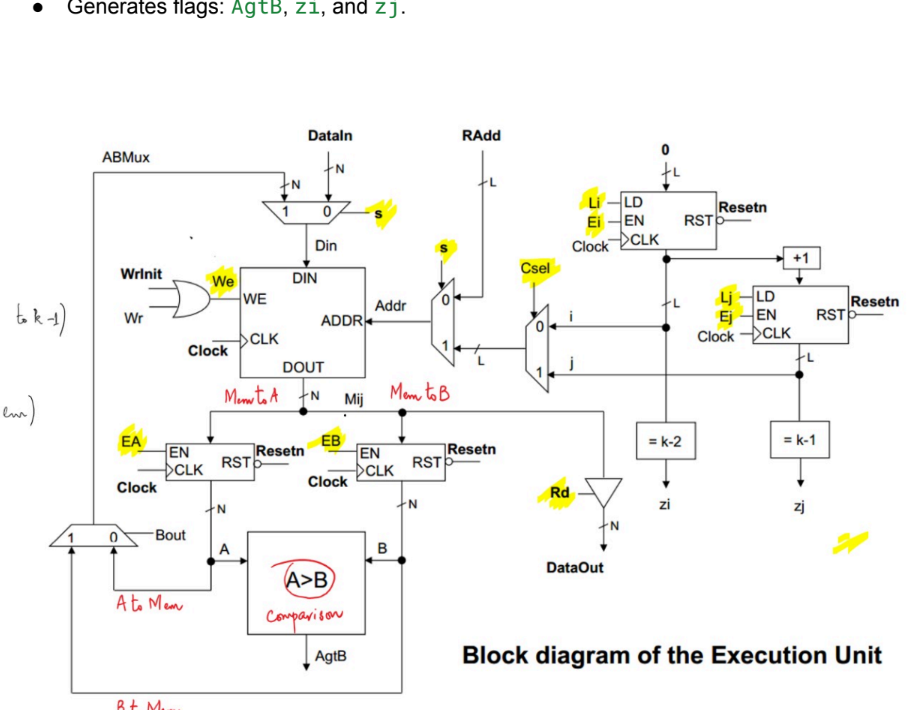 • Generates flags: AgtB, zi, and zj.
DataIn
RAdd
0
ABMux
N
N
L
L
1 0
s
Li
LD
Resetn
Ei
EN
RST
Clock
CLK
Din
s
+1
WrInit
We
DIN
Csel
Lj
LD
Resetn
Ej
EN
RST
Clock
CLK
WE
Addr
0
L
to k-1)
Wr
ADDR
0
i
CLK
Clock
1
L
L
DOUT
1
j
Mem to A
N
Mij
Mem to B
EA
EN
Resetn
EB
EN
Resetn
= k-2
= k-1
CLK
RST
CLK
RST
Clock
Clock
Rd
zi
zj
N
N
N
1 0
Bout
A
B
DataOut
A>B
A to Mem
Comparison
AgtB
Block diagram of the Execution Unit